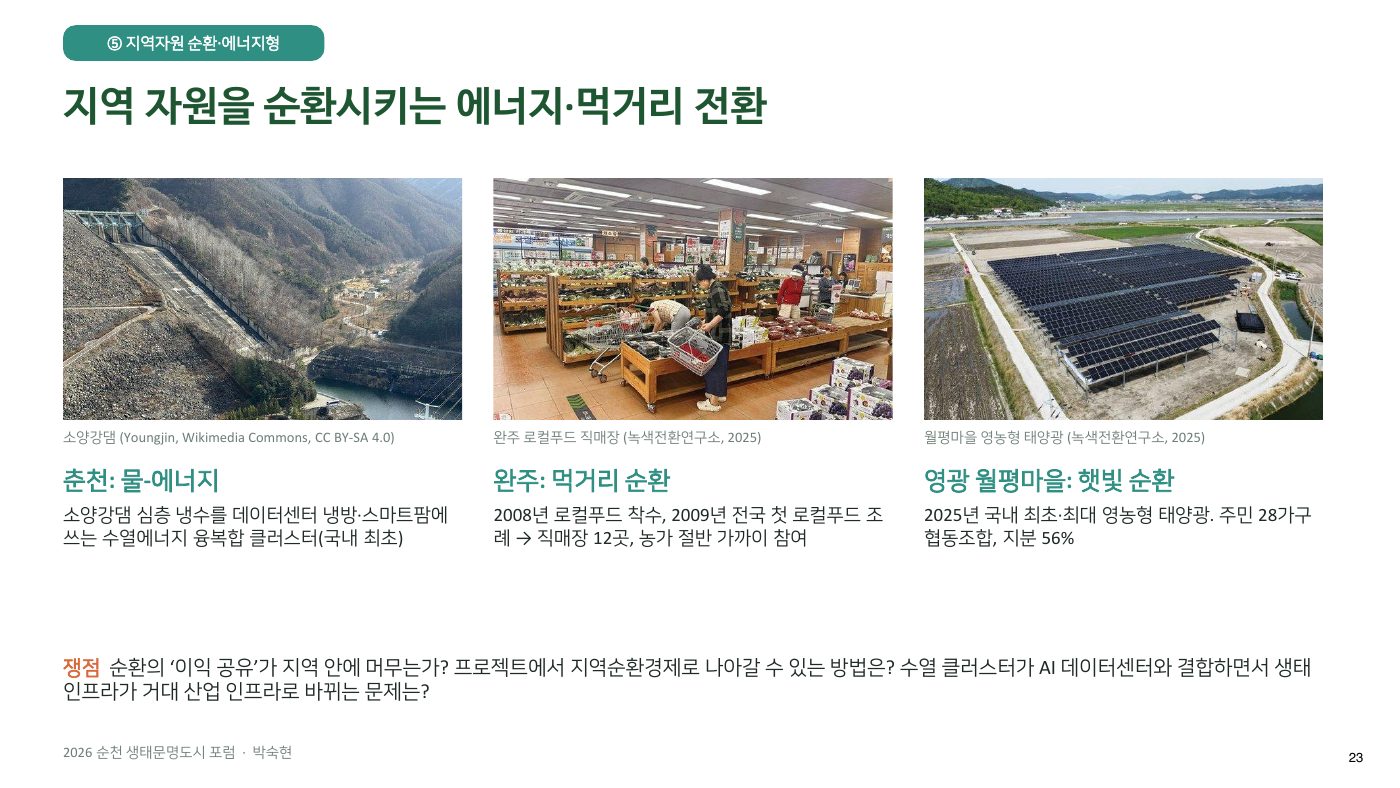 ⑤ 지역자원 순환·에너지형
지역 자원을 순환시키는 에너지·먹거리 전환
소양강댐 (Youngjin, Wikimedia Commons, CC BY-SA 4.0)
춘천: 물-에너지
소양강댐 심층 냉수를 데이터센터 냉방·스마트팜에
쓰는 수열에너지 융복합 클러스터(국내 최초)
완주 로컬푸드 직매장 (녹색전환연구소, 2025)
완주: 먹거리 순환
2008년 로컬푸드 착수, 2009년 전국 첫 로컬푸드 조
례 → 직매장 12곳, 농가 절반 가까이 참여
월평마을 영농형 태양광 (녹색전환연구소, 2025)
영광 월평마을: 햇빛 순환
2025년 국내 최초·최대 영농형 태양광. 주민 28가구
협동조합, 지분 56%
쟁점 순환의 ‘이익 공유’가 지역 안에 머무는가? 프로젝트에서 지역순환경제로 나아갈 수 있는 방법은? 수열 클러스터가 AI 데이터센터와 결합하면서 생태
인프라가 거대 산업 인프라로 바뀌는 문제는?
2026 순천 생태문명도시 포럼 · 박숙현
23